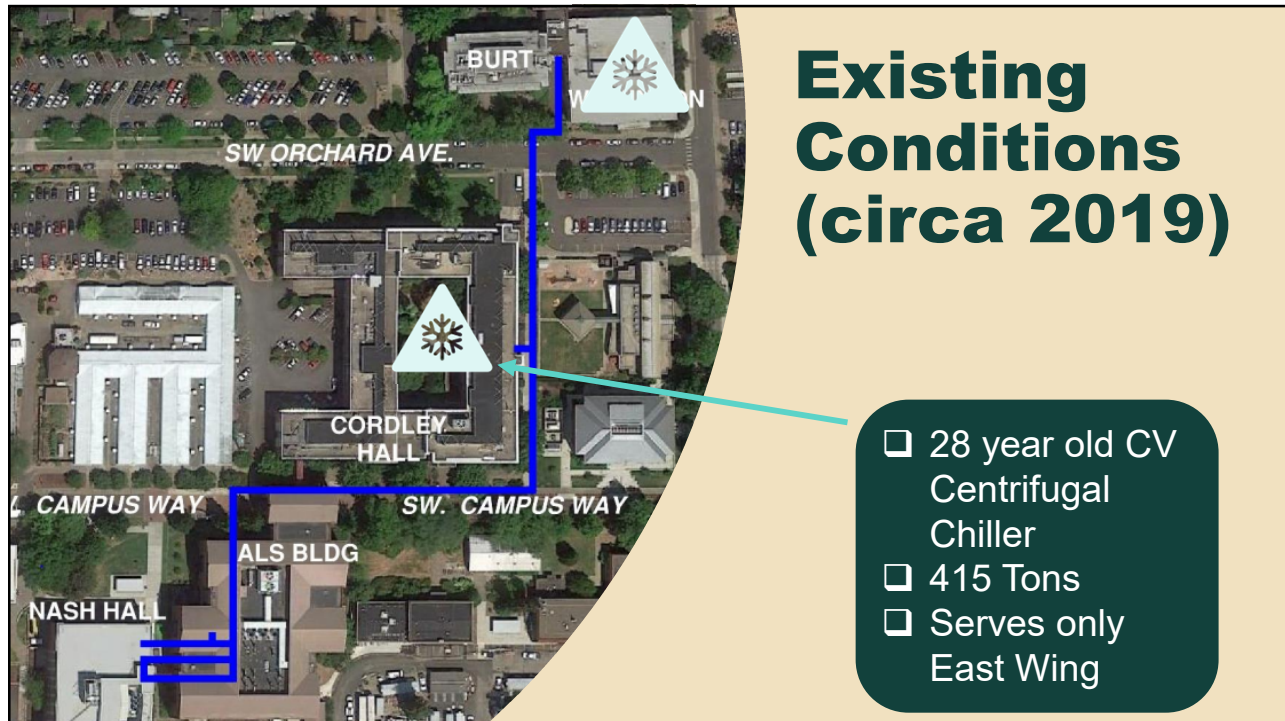 BURT
SW ORCHARD AVE.
CORDLEY
HALL
CAMPUS WAY
SW. CAMPUS WAY
ALS BLDG
NASH HALL
Existing
Conditions
(circa 2019)
28 year old CV
Centrifugal
Chiller
415 Tons
Serves only
East Wing